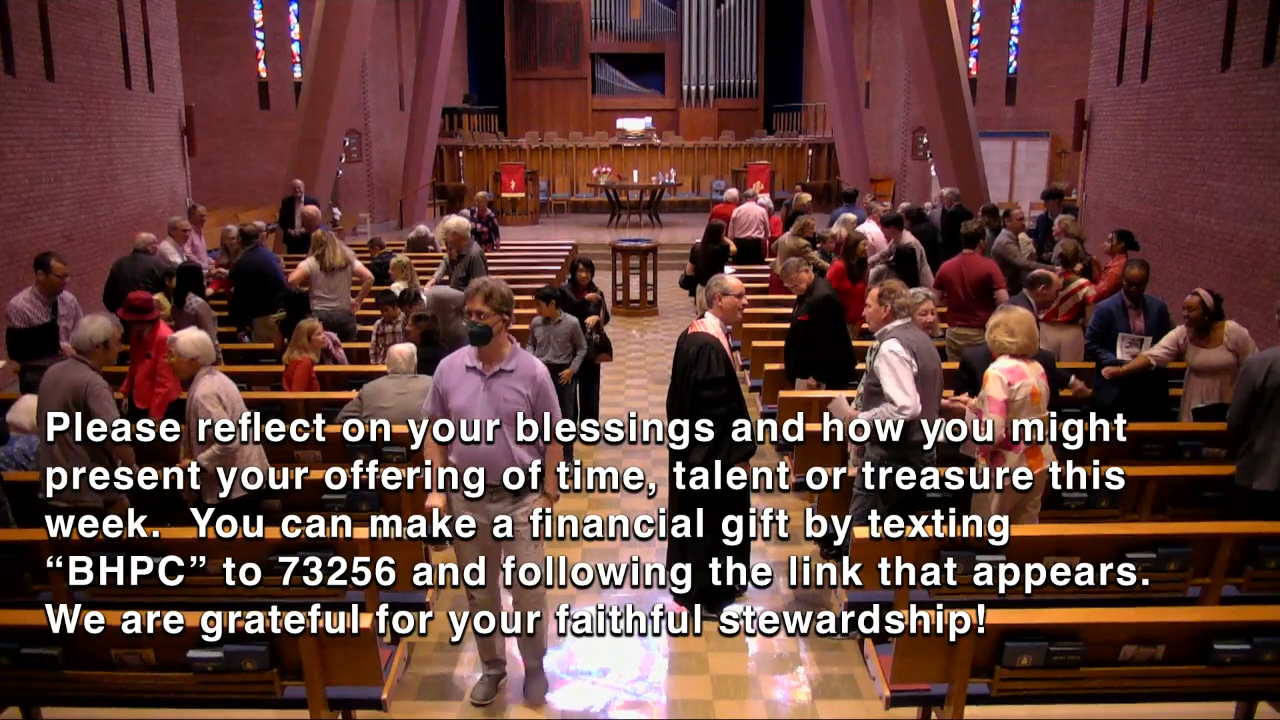 Please reflect on your blessings and how you might
present your offering of time, talent or treasure this
week.  You can make a financial gift by texting
“BHPC” to 73256 and following the link that appears.
We are grateful for your faithful stewardship!